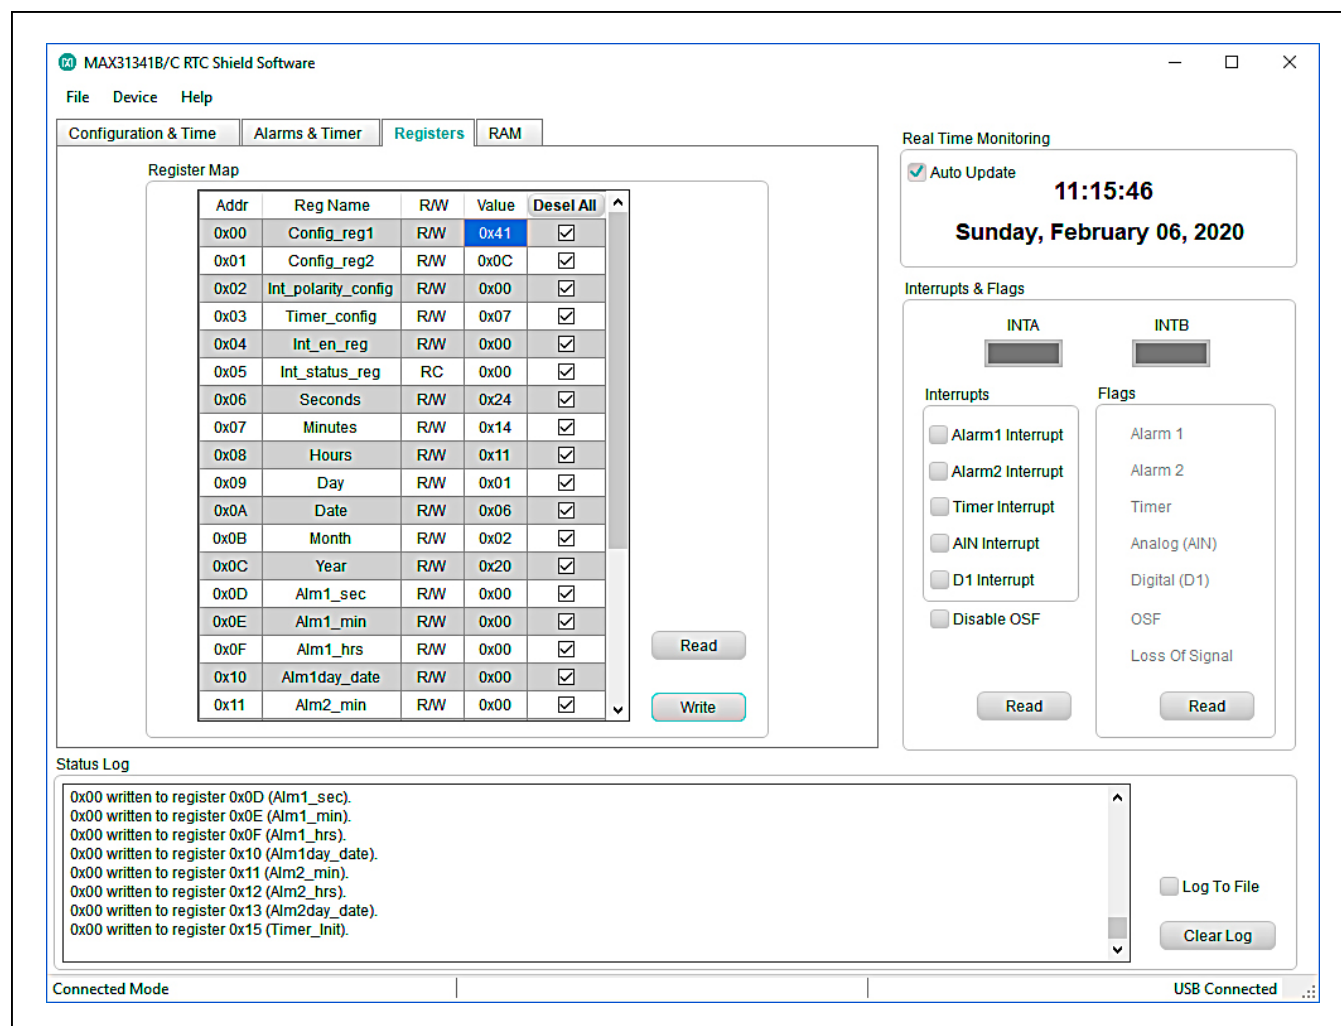 MAX31341B/C RTC Shield Software
File Device Help
Configuration & Time Alarms & Timer Registers RAM
Register Map
Addr Reg Name R/W Value Desel All
0x00 Config_reg1 R/W 0x41
0x01 Config_reg2 R/W 0x0C
0x02 Int_polarity_config R/W 0x00
0x03 Timer_config R/W 0x07
0x04 Int_en_reg R/W 0x00
0x05 Int_status_reg RC 0x00
0x06 Seconds R/W 0x24
0x07 Minutes R/W 0x14
0x08 Hours R/W 0x11
0x09 Day R/W 0x01
0x0A Date R/W 0x06
0x0B Month R/W 0x02
0x0C Year R/W 0x20
0x0D Alm1_sec R/W 0x00
0x0E Alm1_min R/W 0x00
0x0F Alm1_hrs R/W 0x00
0x10 Alm1day_date R/W 0x00
0x11 Alm2_min R/W 0x00
Read
Write
Real Time Monitoring
Auto Update
11:15:46
Sunday, February 06, 2020
Interrupts & Flags
INTA INTB
Interrupts
Alarm1 Interrupt
Alarm2 Interrupt
Timer Interrupt
AIN Interrupt
D1 Interrupt
Disable OSF
Read
Flags
Alarm 1
Alarm 2
Timer
Analog (AIN)
Digital (D1)
OSF
Loss Of Signal
Read
Status Log
0x00 written to register 0x0D (Alm1_sec).
0x00 written to register 0x0E (Alm1_min).
0x00 written to register 0x0F (Alm1_hrs).
0x00 written to register 0x10 (Alm1day_date).
0x00 written to register 0x11 (Alm2_min).
0x00 written to register 0x12 (Alm2_hrs).
0x00 written to register 0x13 (Alm2day_date).
0x00 written to register 0x15 (Timer_Init).
Log To File
Clear Log
Connected Mode USB Connected